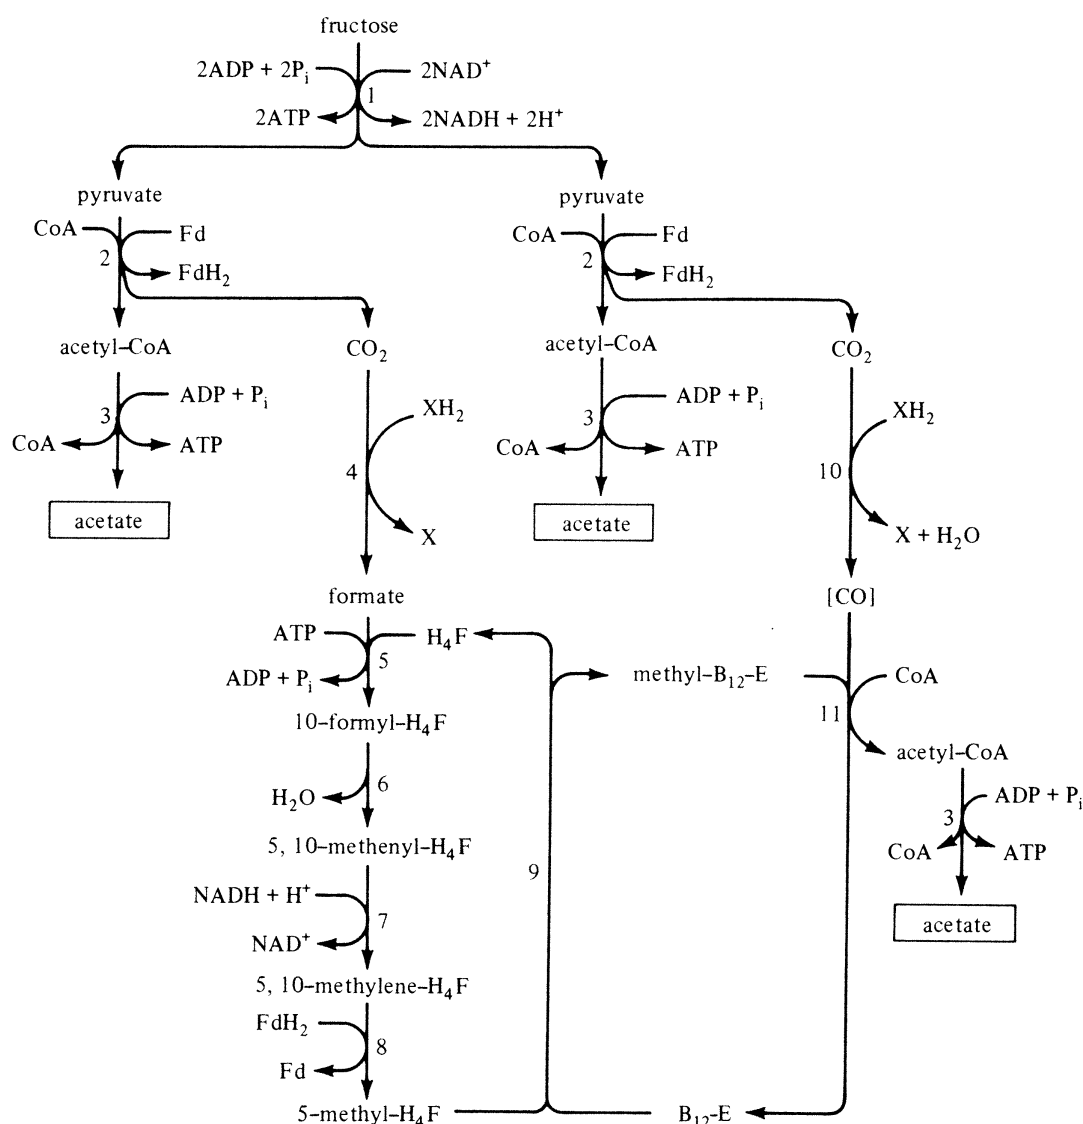 fructose
2ADP + 2Pi 2NAD+
1
2ATP 2NADH + 2H+
pyruvate pyruvate
CoA Fd CoA Fd
2 2
FdH2 FdH2
acetyl–CoA CO2 acetyl–CoA CO2
ADP + Pi XH2 ADP + Pi XH2
3 3
CoA ATP CoA ATP
4 10
acetate X acetate X + H2O
formate [CO]
ATP H4F
5
ADP + Pi methyl–B12–E CoA
11
10–formyl–H4F
acetyl–CoA
6
H2O ADP + Pi
3
5, 10–methenyl–H4F CoA ATP
9
NADH + H+
7
NAD+ acetate
5, 10–methylene–H4F
FdH2
8
Fd
5–methyl–H4F B12–E